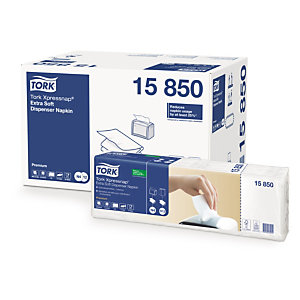 TORK
Tork Xpressnap®
Extra Soft
Dispenser Napkin
Premium
15 850
Reduces
napkin usage
by at least 25%*
15 850
TORK
Tork Xpressnap®
Extra Soft Dispenser Napkin
Premium
15 850